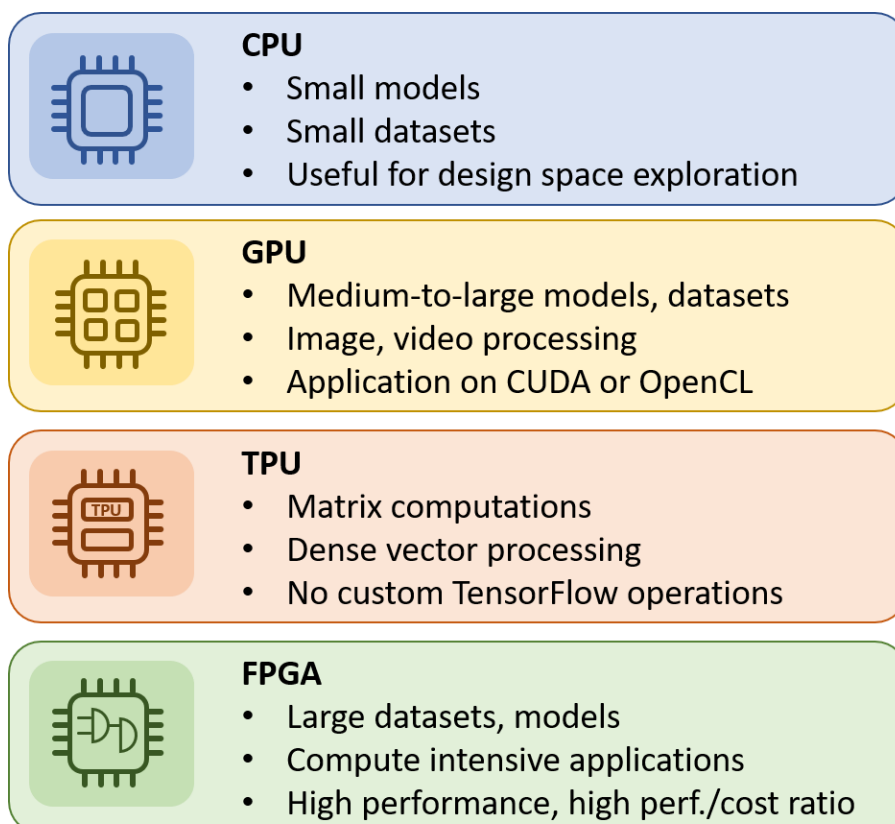 CPU
• Small models
• Small datasets
• Useful for design space exploration
GPU
• Medium-to-large models, datasets
• Image, video processing
• Application on CUDA or OpenCL
TPU
TPU
• Matrix computations
• Dense vector processing
• No custom TensorFlow operations
FPGA
• Large datasets, models
• Compute intensive applications
• High performance, high perf./cost ratio